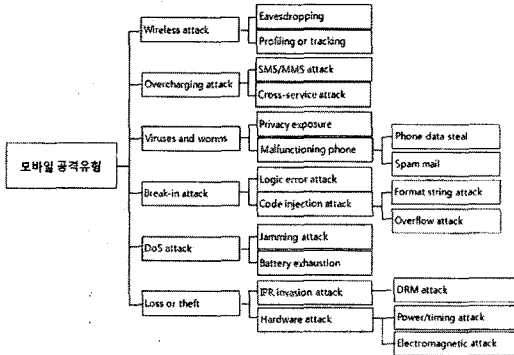 모바일 공격유형
Wireless attack
Eavesdropping
Profiling or tracking
Overcharging attack
SMS/MMS attack
Cross-service attack
Viruses and worms
Privacy exposure
Malfunctioning phone
Phone data steal
Spam mail
Break-in attack
Logic error attack
Code injection attack
Format string attack
Overflow attack
DoS attack
Jamming attack
Battery exhaustion
Loss or theft
IPR invasion attack
DRM attack
Hardware attack
Power/timing attack
Electromagnetic attack